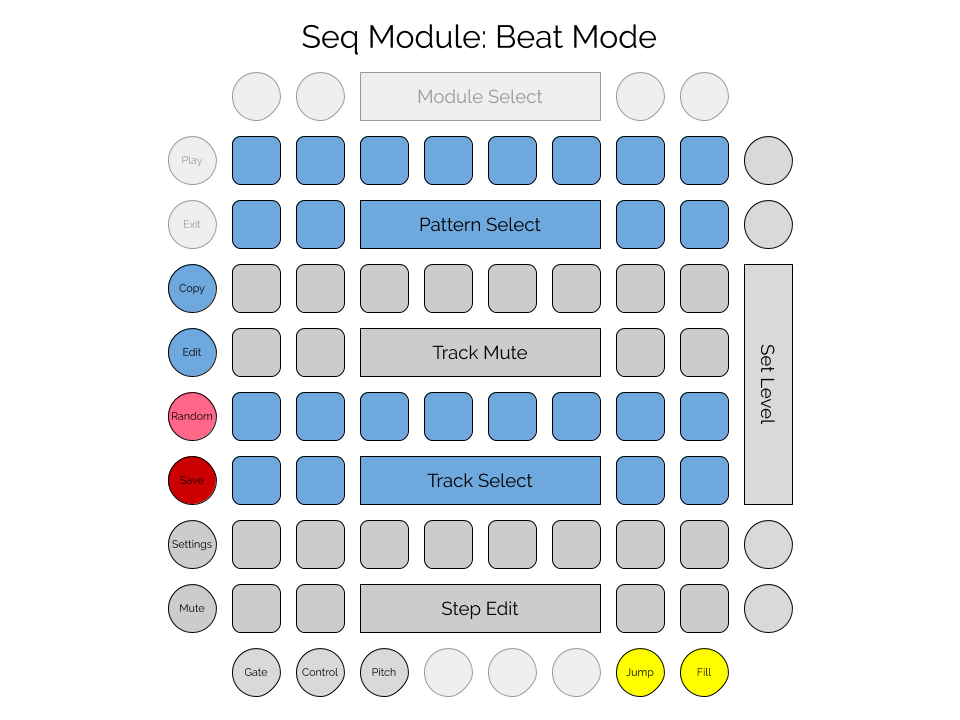 Seq Module: Beat Mode
Module Select
Play
Exit
Pattern Select
Copy
Edit
Track Mute
Set Level
Random
Save
Track Select
Settings
Mute
Step Edit
Gate
Control
Pitch
Jump
Fill